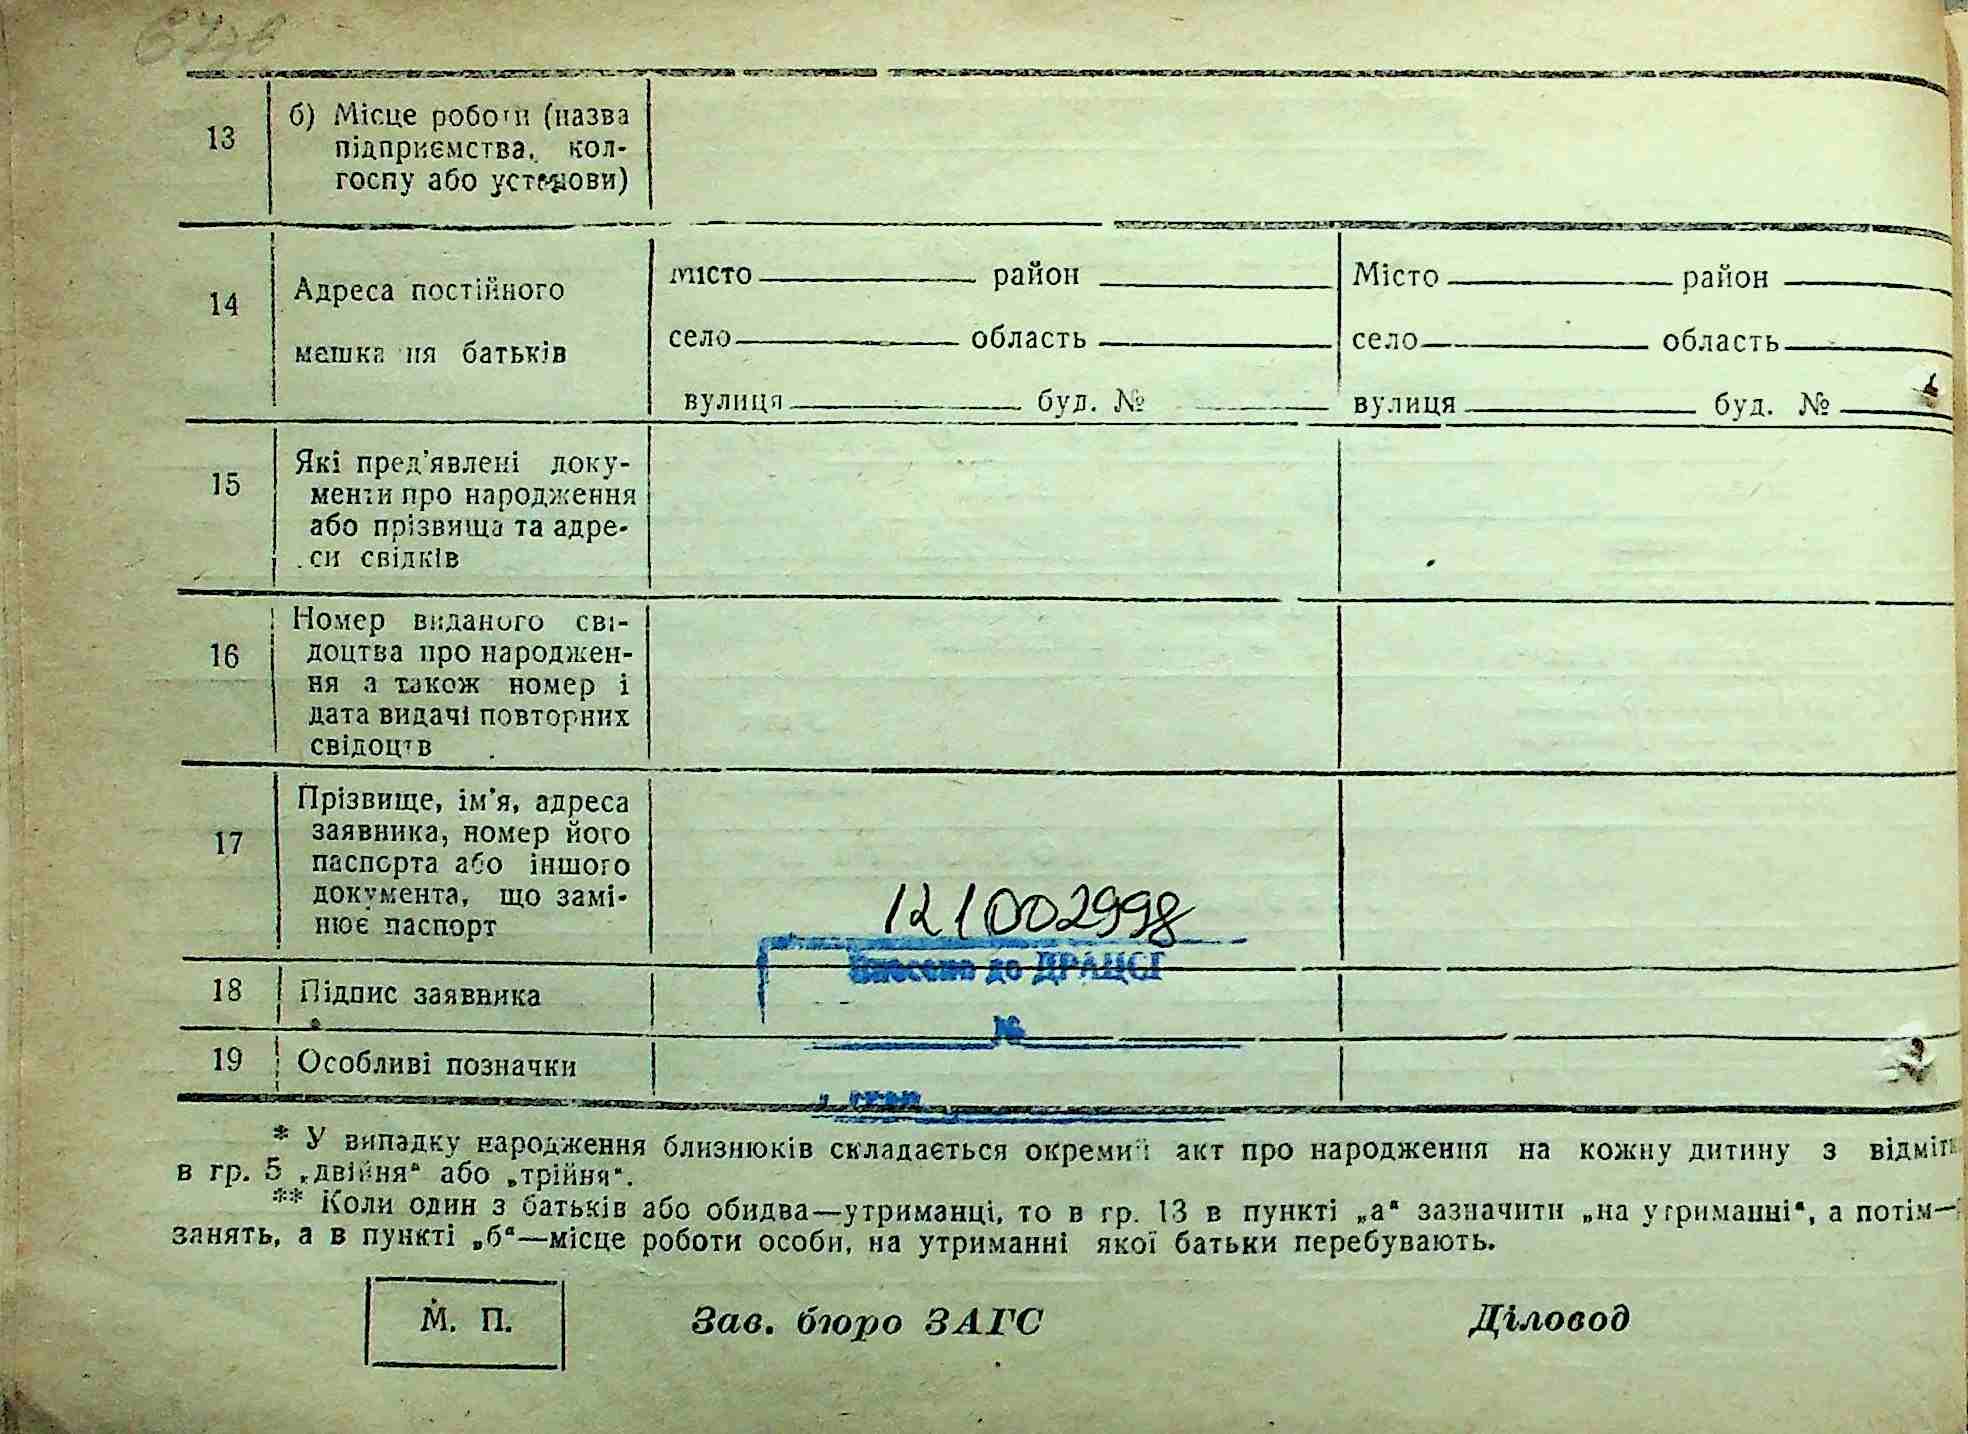 13
б) Місце роботи (назва
підприємства, кол-
госпу або установи)
14
Адреса постійного
мешкання батьків
місто район
село область
вулиця буд. №
Місто район
село область
вулиця буд. №
15
Які пред'явлені доку-
менти про народження
або прізвища та адре-
си свідків
16
Номер виданого сві-
доцтва про народжен-
ня а також номер і
дата видачі повторних
свідоцтв
17
Прізвище, ім'я, адреса
заявника, номер його
паспорта або іншого
документа, що замі-
нює паспорт
121002998
Внесено до ДРАЦСГ
№
18
Підпис заявника
19
Особливі позначки
* У випадку народження близнюків складається окремий акт про народження на кожну дитину з відміт
в гр. 5 „двійня“ або „трійня“.
** Коли один з батьків або обидва—утриманці, то в гр. 13 в пункті „а“ зазначити „на утриманні“, а потім—
занять, а в пункті „б“—місце роботи особи, на утриманні якої батьки перебувають.
М. П.
Зав. бюро ЗАГС
Діловод